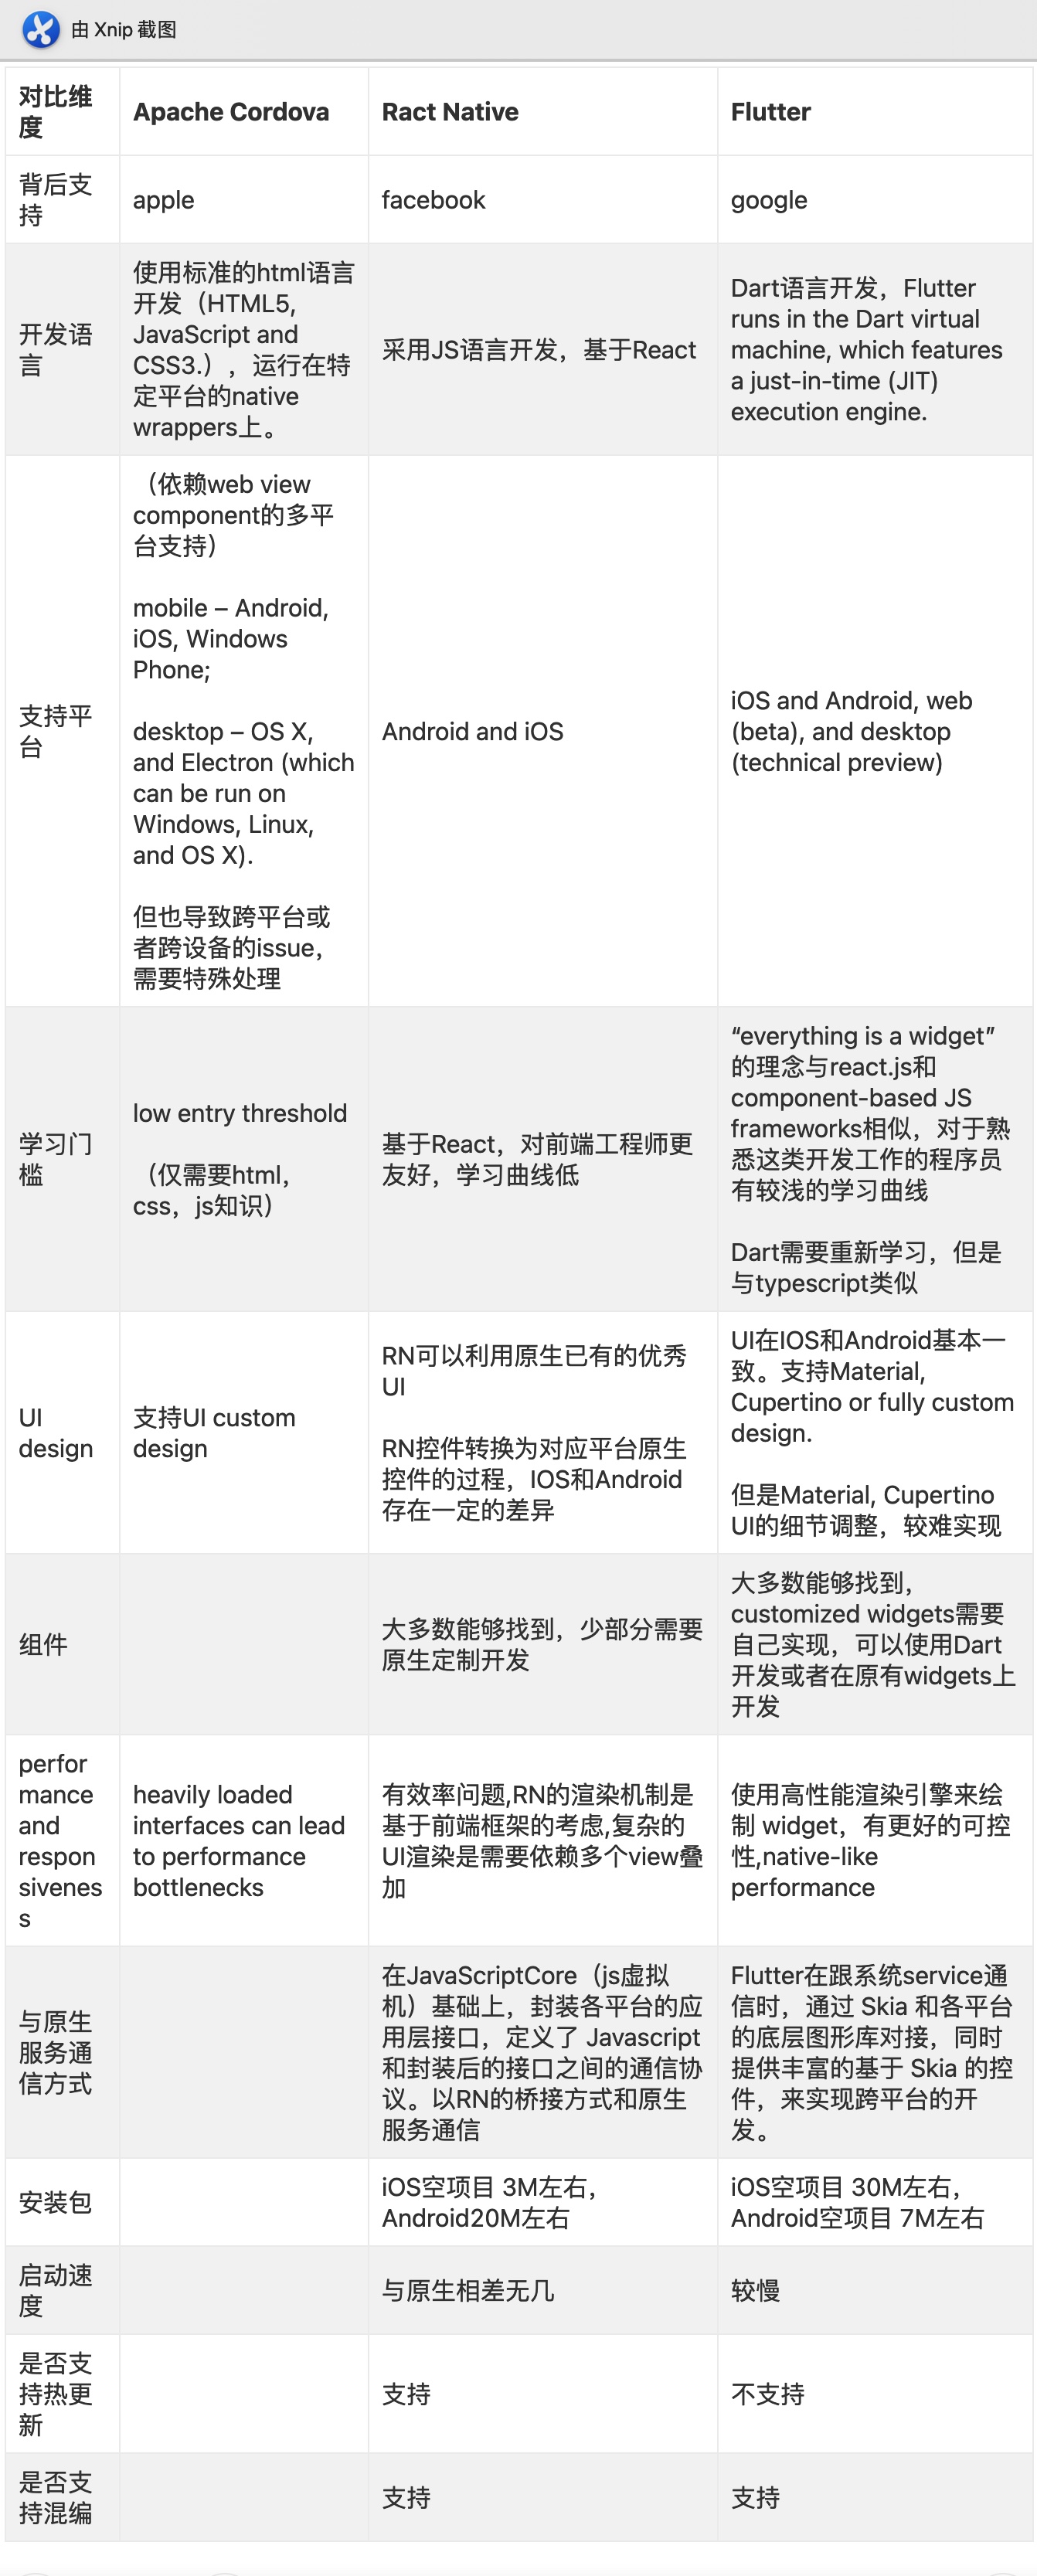 由 Xnip 截图
对比维
度
Apache Cordova
Ract Native
Flutter
背后支
持
apple
facebook
google
开发语
言
使用标准的html语言
开发（HTML5,
JavaScript and
CSS3.），运行在特
定平台的native
wrappers上。
采用JS语言开发，基于React
Dart语言开发，Flutter
runs in the Dart virtual
machine, which features
a just-in-time (JIT)
execution engine.
支持平
台
（依赖web view
component的多平
台支持）
mobile – Android,
iOS, Windows
Phone;
desktop – OS X,
and Electron (which
can be run on
Windows, Linux,
and OS X).
但也导致跨平台或
者跨设备的issue，
需要特殊处理
Android and iOS
iOS and Android, web
(beta), and desktop
(technical preview)
学习门
槛
low entry threshold
（仅需要html，
css，js知识）
基于React，对前端工程师更
友好，学习曲线低
“everything is a widget”
的理念与react.js和
component-based JS
frameworks相似，对于熟
悉这类开发工作的程序员
有较浅的学习曲线
Dart需要重新学习，但是
与typescript类似
UI
design
支持UI custom
design
RN可以利用原生已有的优秀
UI
RN控件转换为对应平台原生
控件的过程，IOS和Android
存在一定的差异
UI在IOS和Android基本一
致。支持Material,
Cupertino or fully custom
design.
但是Material, Cupertino
UI的细节调整，较难实现
组件
大多数能够找到，少部分需要
原生定制开发
大多数能够找到，
customized widgets需要
自己实现，可以使用Dart
开发或者在原有widgets上
开发
perfor
mance
and
respon
sivenes
s
heavily loaded
interfaces can lead
to performance
bottlenecks
有效率问题,RN的渲染机制是
基于前端框架的考虑,复杂的
UI渲染是需要依赖多个view叠
加
使用高性能渲染引擎来绘
制 widget，有更好的可控
性,native-like
performance
与原生
服务通
信方式
在JavaScriptCore（js虚拟
机）基础上，封装各平台的应
用层接口，定义了 Javascript
和封装后的接口之间的通信协
议。以RN的桥接方式和原生
服务通信
Flutter在跟系统service通
信时，通过 Skia 和各平台
的底层图形库对接，同时
提供丰富的基于 Skia 的控
件，来实现跨平台的开
发。
安装包
iOS空项目 3M左右，
Android20M左右
iOS空项目 30M左右，
Android空项目 7M左右
启动速
度
与原生相差无几
较慢
是否支
持热更
新
支持
不支持
是否支
持混编
支持
支持